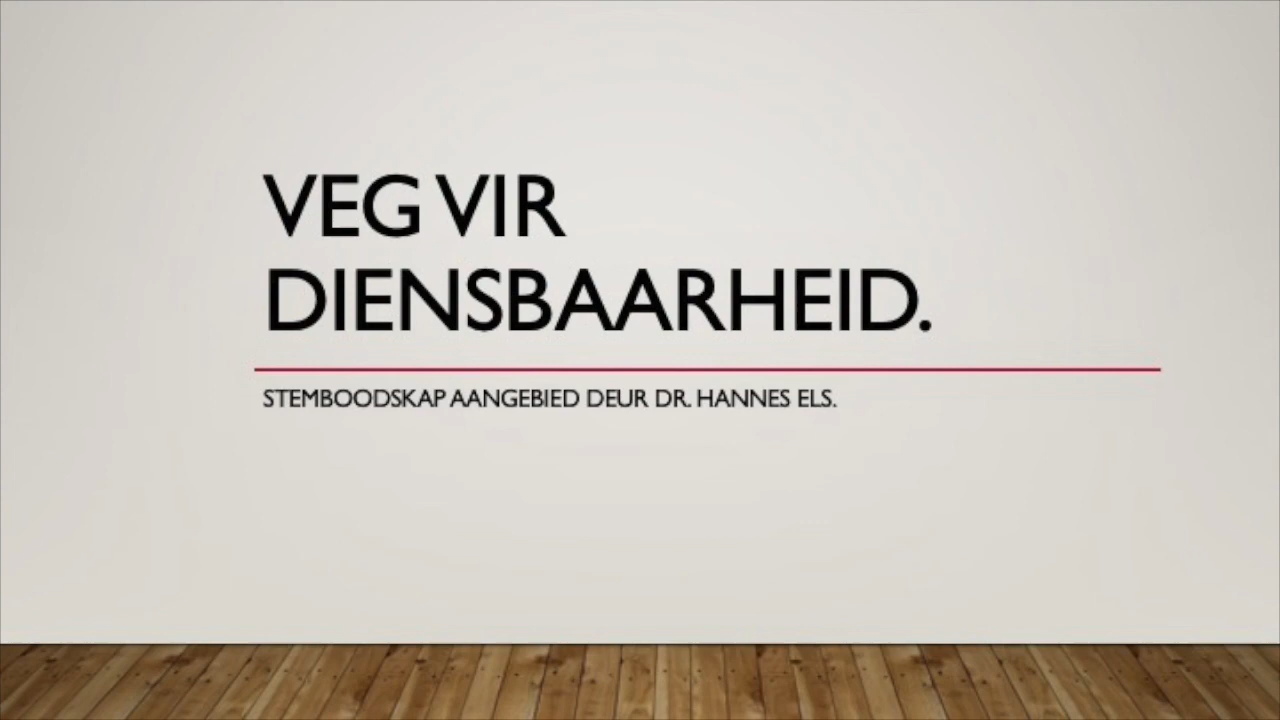 VEG VIR
DIENSBAARHEID.
STEMBOODSKAP AANGEBIED DEUR DR. HANNES ELS.